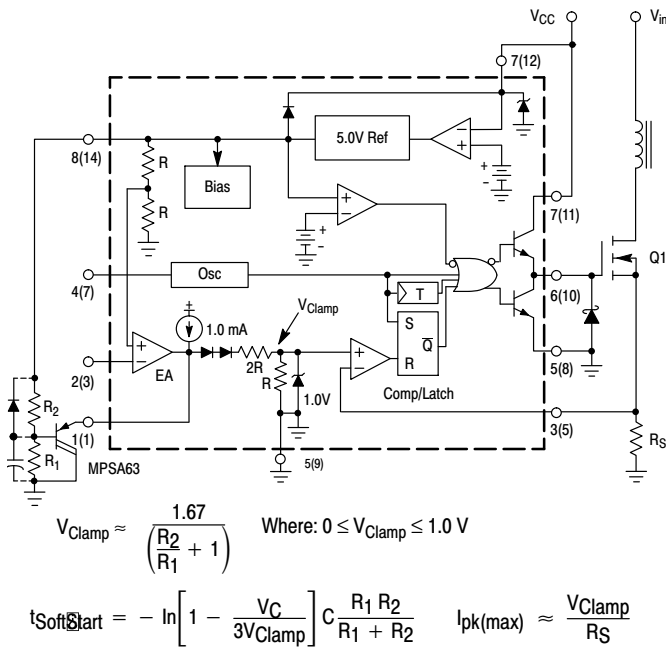 VCC
Vin
7(12)
8(14)
R
Bias
5.0V Ref
−
+
+
−
R
+
−
+
−
7(11)
Q1
4(7)
Osc
VClamp
T
6(10)
+
1.0 mA
S
Q
2(3)
+
−
EA
2R
R
1.0V
+
−
R
Comp/Latch
5(8)
R2
1(1)
R1
MPSA63
5(9)
3(5)
RS
VClamp ≈ 1.67 / (R2/R1 + 1) Where: 0 ≤ VClamp ≤ 1.0 V
tSoftStart = − ln[1 − VC/3VClamp] C R1 R2/R1 + R2 Ipk(max) ≈ VClamp/RS